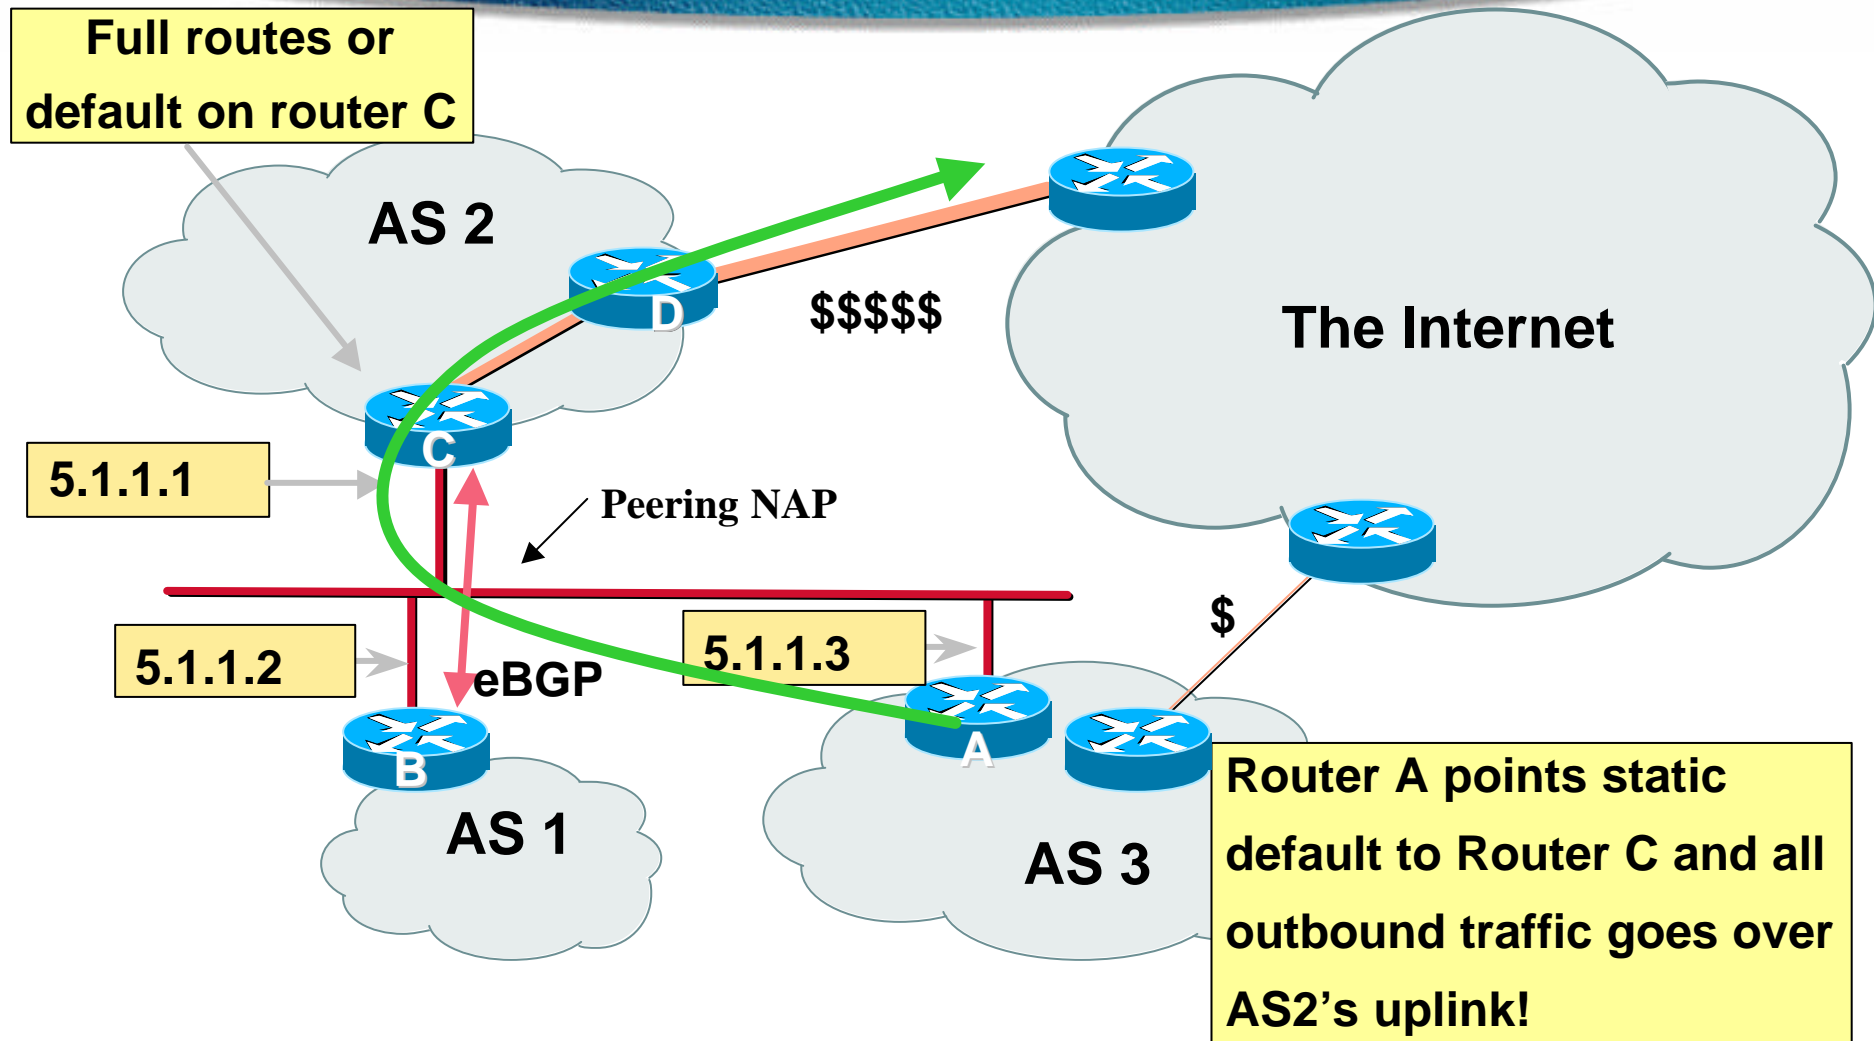 Full routes or
default on router C
AS 2
D
$$$$$
The Internet
C
5.1.1.1
Peering NAP
$
5.1.1.2
eBGP
5.1.1.3
B
A
AS 1
AS 3
Router A points static
default to Router C and all
outbound traffic goes over
AS2’s uplink!